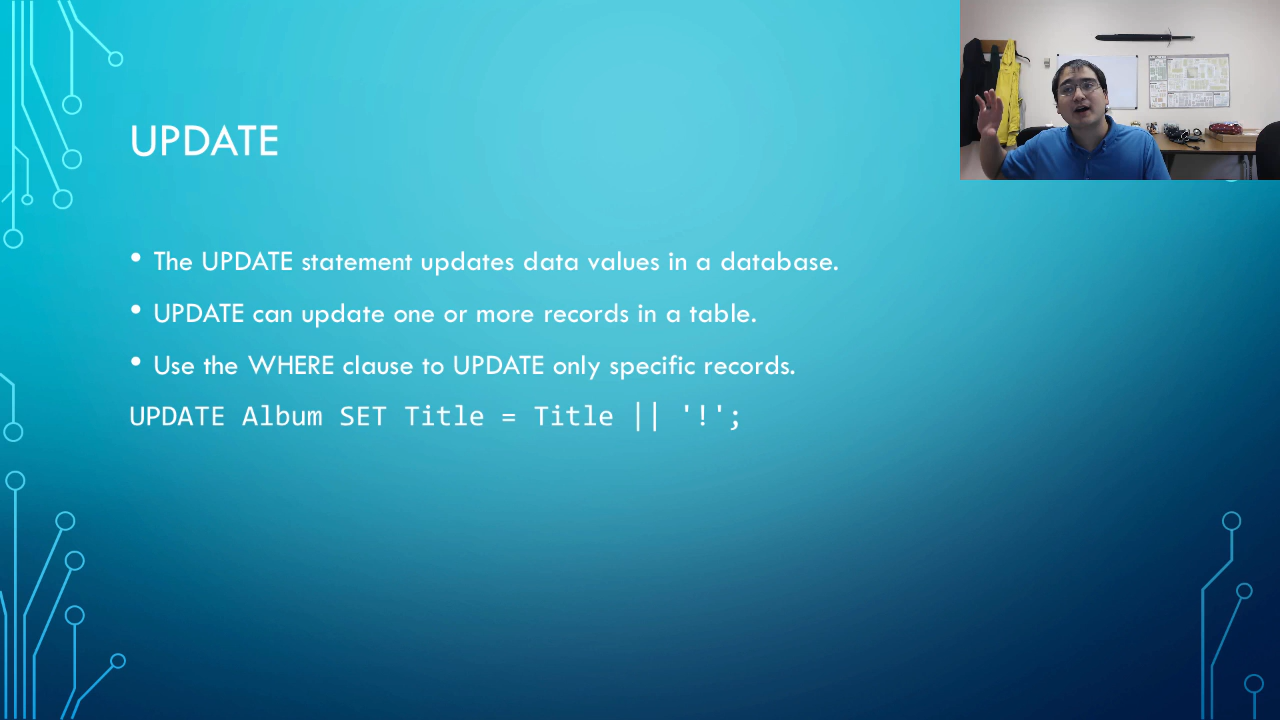 UPDATE
• The UPDATE statement updates data values in a database.
• UPDATE can update one or more records in a table.
• Use the WHERE clause to UPDATE only specific records.
UPDATE Album SET Title = Title || '!';